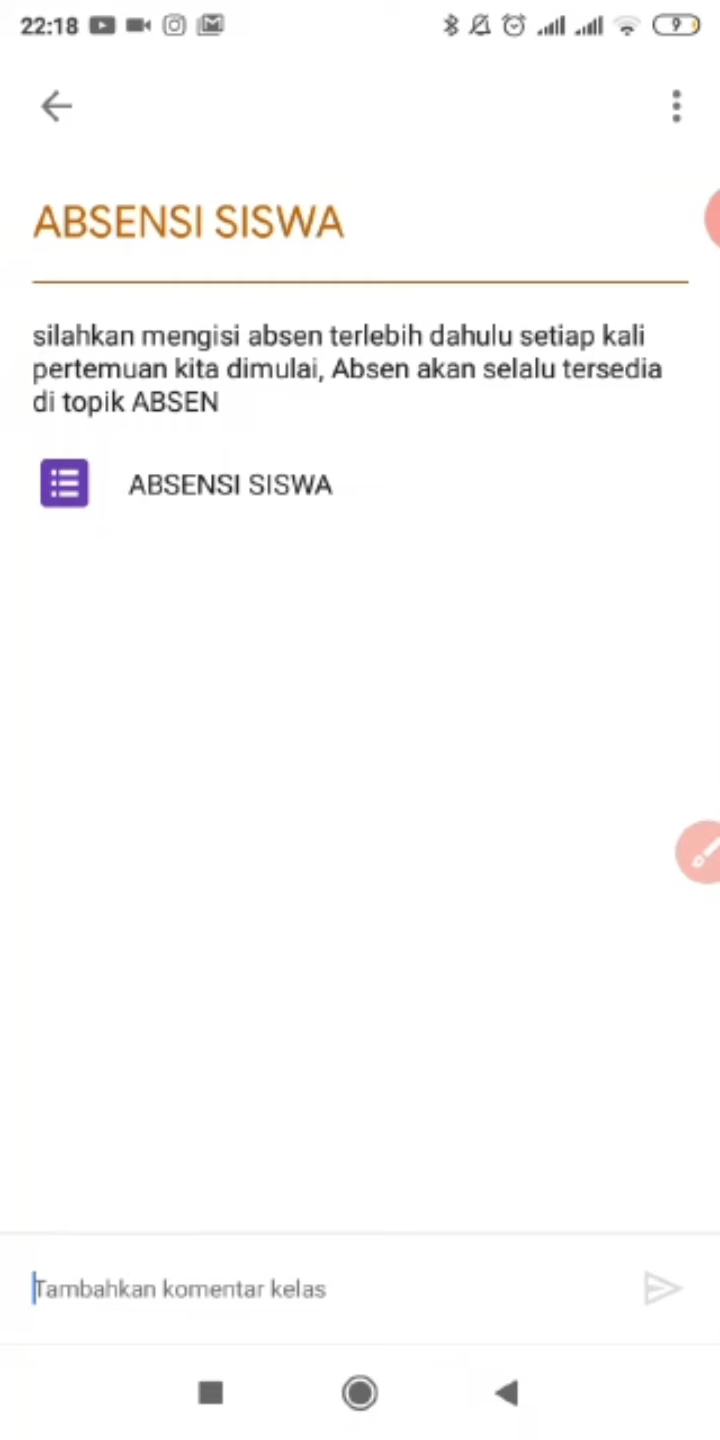 22:18
9
ABSENSI SISWA
silahkan mengisi absen terlebih dahulu setiap kali
pertemuan kita dimulai, Absen akan selalu tersedia
di topik ABSEN
ABSENSI SISWA
Tambahkan komentar kelas